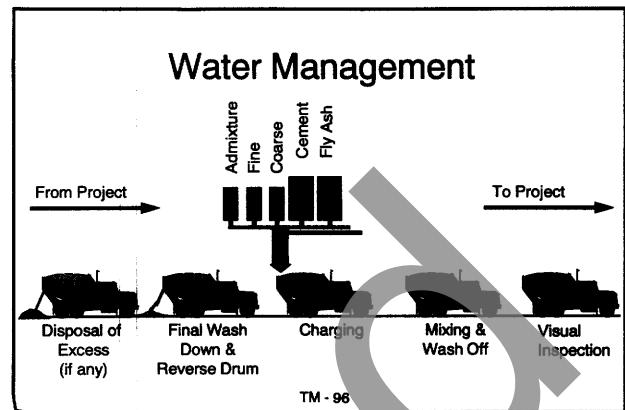 Water Management
Admixture
Fine
Coarse
Cement
Fly Ash
From Project
To Project
Disposal of
Excess
(if any)
Final Wash
Down &
Reverse Drum
Charging
Mixing &
Wash Off
Visual
Inspection
TM - 96